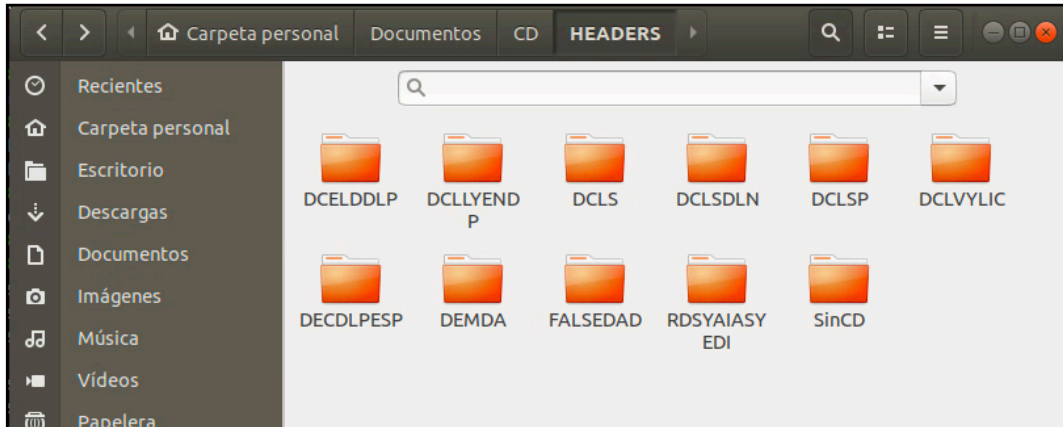 Carpeta personal Documentos CD HEADERS
Recientes
Carpeta personal
Escritorio
Descargas
Documentos
Imágenes
Música
Vídeos
Papelera
DCELDDLP DCLLYEND DCLS DCLSDLN DCLSP DCLVYLIC
P
DECDLPESP DEMDA FALSEDAD RDSYAIASY SinCD
EDI